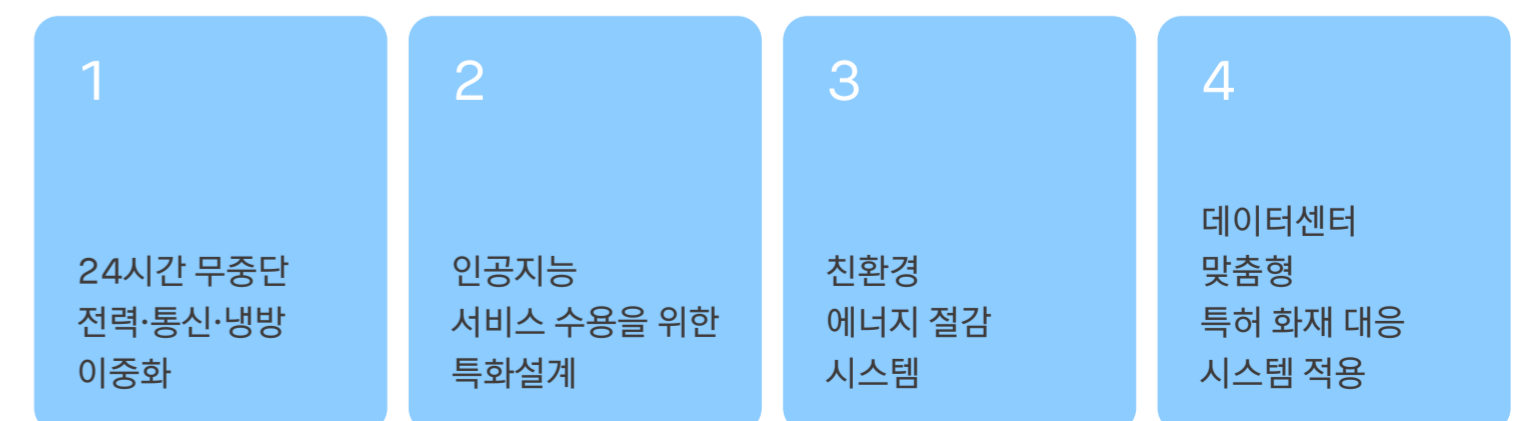 1
24시간 무중단
전력·통신·냉방
이중화
2
인공지능
서비스 수용을 위한
특화설계
3
친환경
에너지 절감
시스템
4
데이터센터
맞춤형
특허 화재 대응
시스템 적용